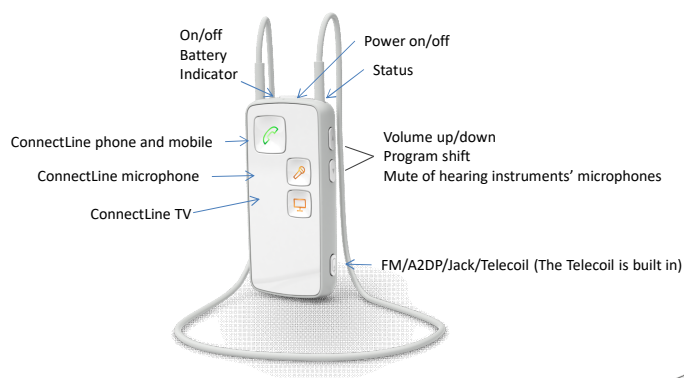 On/off
Battery
Indicator
Power on/off
Status
ConnectLine phone and mobile
ConnectLine microphone
ConnectLine TV
Volume up/down
Program shift
Mute of hearing instruments' microphones
FM/A2DP/Jack/Telecoil (The Telecoil is built in)